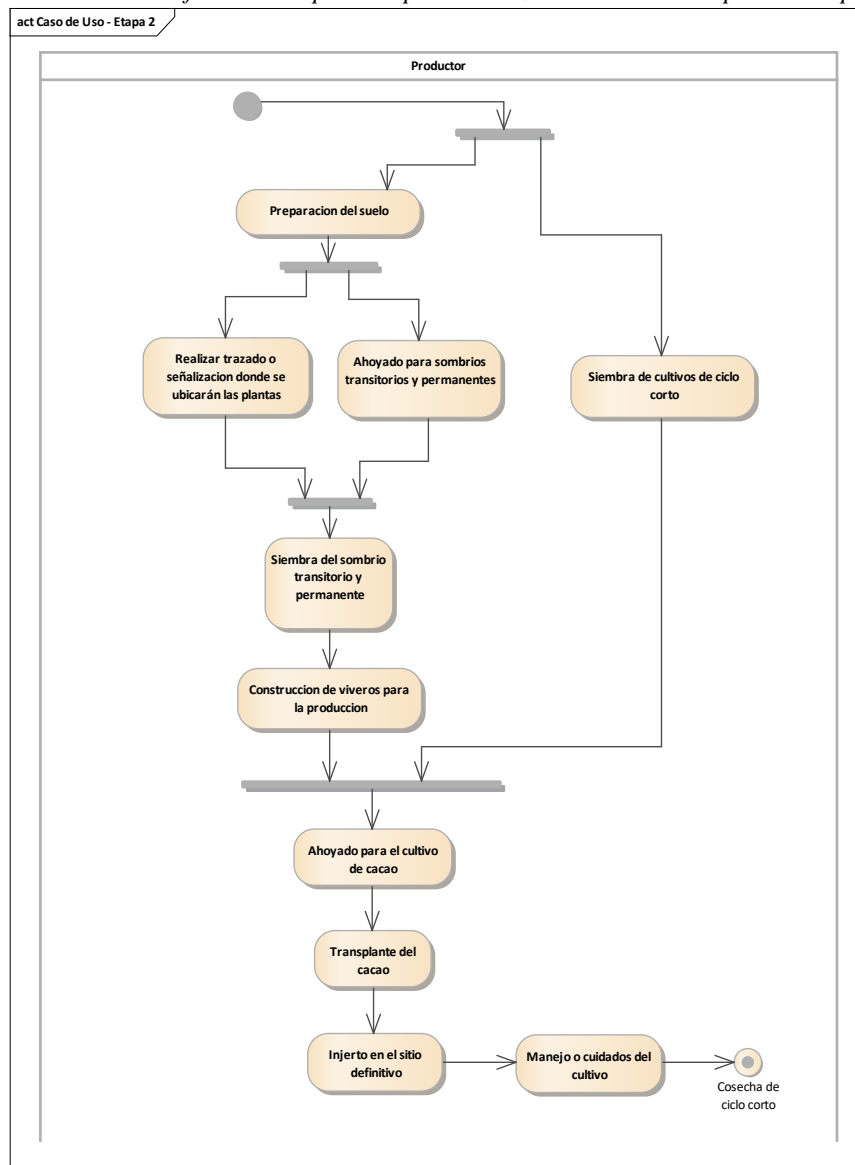 act Caso de Uso - Etapa 2
Productor
Preparacion del suelo
Realizar trazado o
señalizacion donde se
ubicarán las plantas
Ahoyado para sombrios
transitorios y permanentes
Siembra de cultivos de ciclo
corto
Siembra del sombrio
transitorio y
permanente
Construccion de viveros para
la produccion
Ahoyado para el cultivo
de cacao
Transplante del
cacao
Injerto en el sitio
definitivo
Manejo o cuidados del
cultivo
Cosecha de
ciclo corto